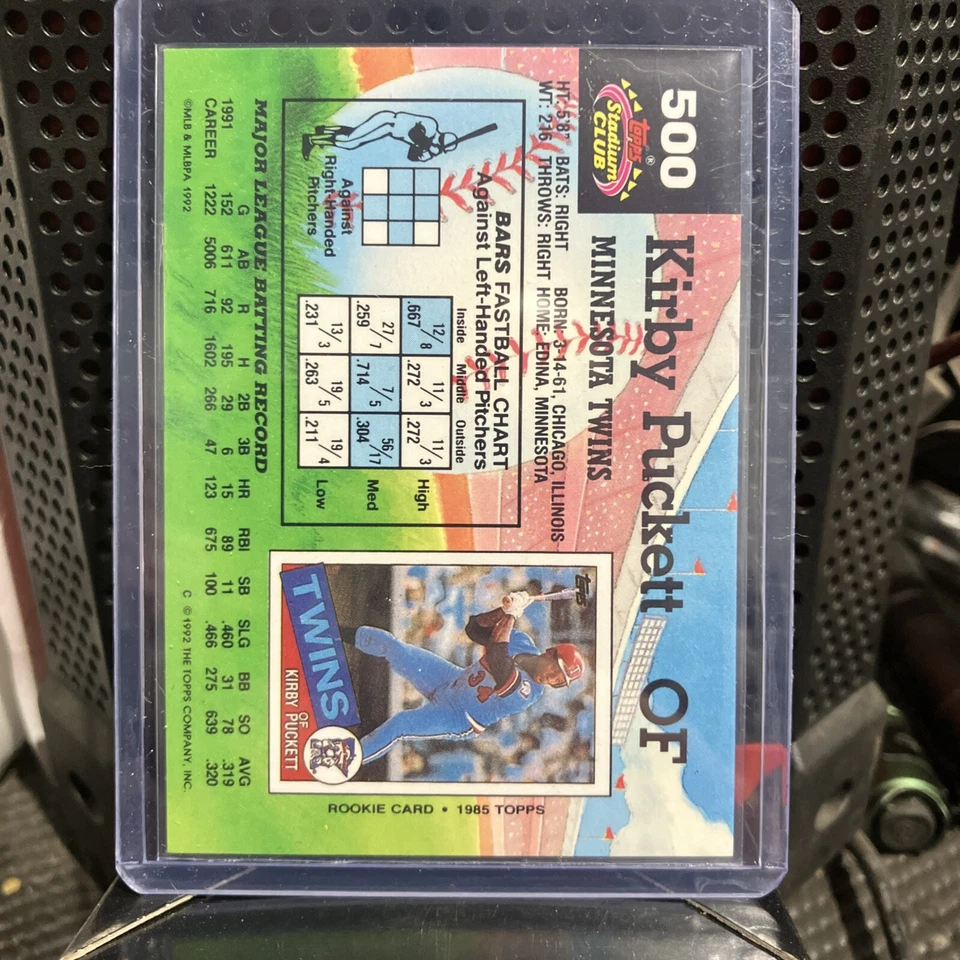 500
TOPPS®
Stadium
CLUB
Kirby Puckett OF
MINNESOTA TWINS
HT: 5'8" BATS: RIGHT BORN: 3-14-61, CHICAGO, ILLINOIS
WT: 215 THROWS: RIGHT HOME: EDINA, MINNESOTA
BARS FASTBALL CHART
Against Left-Handed Pitchers
Inside Middle Outside
12/8 11/3 11/3
.667 .272 .272 High
27/7 7/5 56/17
.259 .714 .304 Med
13/3 19/5 19/4
.231 .263 .211 Low
Against
Right-Handed
Pitchers
TOPPS
34
TWINS
OF
KIRBY PUCKETT
ROOKIE CARD • 1985 TOPPS
MAJOR LEAGUE BATTING RECORD
G AB R H 2B 3B HR RBI SB SLG BB SO AVG
1991 152 611 92 195 29 6 15 89 11 .460 31 78 .319
CAREER 1222 5006 716 1602 266 47 123 675 100 .466 275 639 .320
©MLB & MLBPA 1992
C ©1992 THE TOPPS COMPANY, INC.